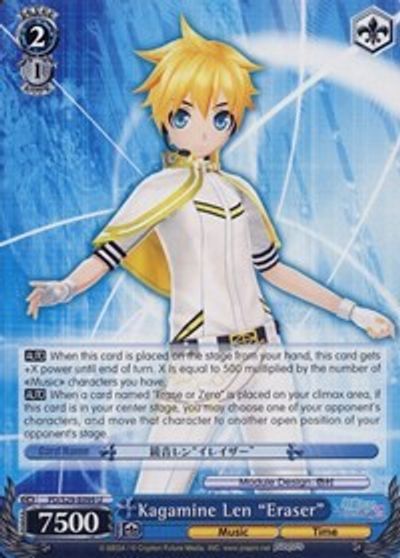 2
1
AUTO When this card is placed on the stage from your hand, this card gets
+X power until end of turn. X is equal to 500 mulitiplied by the number of
«Music» characters you have.
AUTO When a card named "Erase or Zero" is placed on your climax area, if
this card is in your center stage, you may choose one of your opponent's
characters, and move that character to another open position of your
opponent's stage.
Card Name 鏡音レン"イレイザー"
Module Design:
7500
Kagamine Len "Eraser"
Music
Time